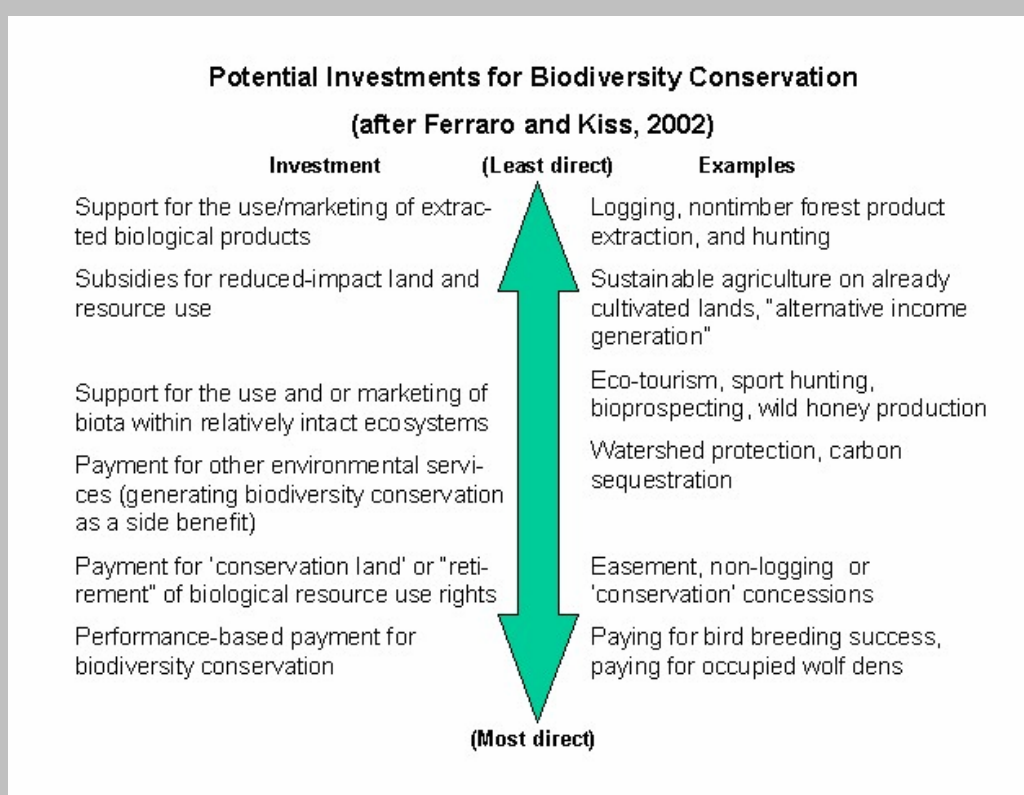 Potential Investments for Biodiversity Conservation
(after Ferraro and Kiss, 2002)
Investment (Least direct) Examples
Support for the use/marketing of extrac-
ted biological products
Logging, nontimber forest product
extraction, and hunting
Subsidies for reduced-impact land and
resource use
Sustainable agriculture on already
cultivated lands, "alternative income
generation"
Support for the use and or marketing of
biota within relatively intact ecosystems
Eco-tourism, sport hunting,
bioprospecting, wild honey production
Payment for other environmental servi-
ces (generating biodiversity conservation
as a side benefit)
Watershed protection, carbon
sequestration
Payment for 'conservation land' or "reti-
rement" of biological resource use rights
Easement, non-logging or
'conservation' concessions
Performance-based payment for
biodiversity conservation
Paying for bird breeding success,
paying for occupied wolf dens
(Most direct)